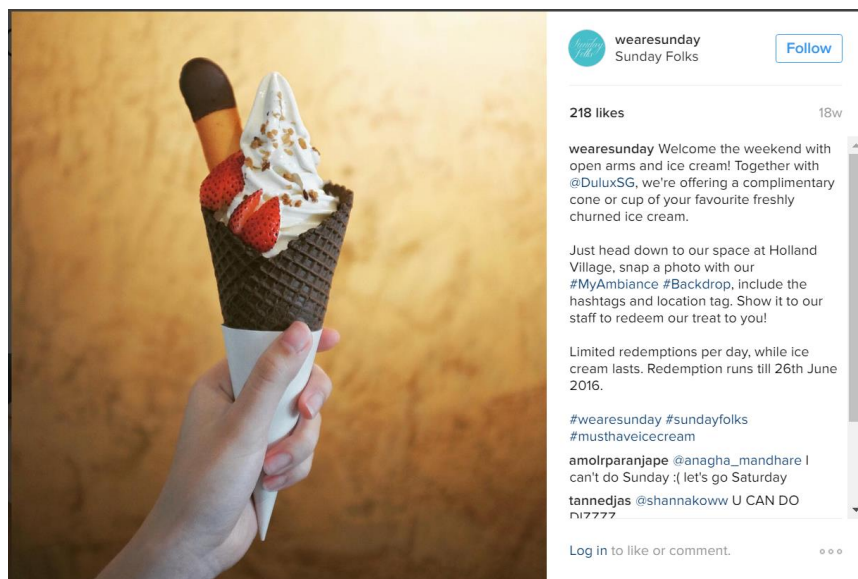 Sunday
Folks
wearesunday
Sunday Folks
Follow
218 likes
18w
wearesunday Welcome the weekend with
open arms and ice cream! Together with
@DuluxSG, we're offering a complimentary
cone or cup of your favourite freshly
churned ice cream.
Just head down to our space at Holland
Village, snap a photo with our
#MyAmbiance #Backdrop, include the
hashtags and location tag. Show it to our
staff to redeem our treat to you!
Limited redemptions per day, while ice
cream lasts. Redemption runs till 26th June
2016.
#wearesunday #sundayfolks
#musthaveicecream
amolrparanjape @anagha_mandhare I
can't do Sunday :( let's go Saturday
tannedjas @shannakoww U CAN DO
DIZZZZ
Log in to like or comment.